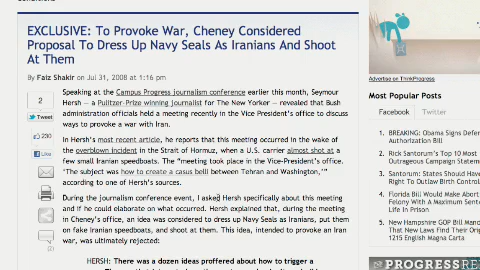 EXCLUSIVE: To Provoke War, Cheney Considered
Proposal To Dress Up Navy Seals As Iranians And Shoot
At Them
By Faiz Shakir on Jul 31, 2008 at 1:16 pm
2
Tweet
230
Like
(2)
Speaking at the Campus Progress journalism conference earlier this month, Seymour
Hersh — a Pulitzer-Prize winning journalist for The New Yorker — revealed that Bush
administration officials held a meeting recently in the Vice President's office to discuss
ways to provoke a war with Iran.
In Hersh's most recent article, he reports that this meeting occurred in the wake of
the overblown incident in the Strait of Hormuz, when a U.S. carrier almost shot at a
few small Iranian speedboats. The "meeting took place in the Vice-President's office.
'The subject was how to create a casus belli between Tehran and Washington,'"
according to one of Hersh's sources.
During the journalism conference event, I asked Hersh specifically about this meeting
and if he could elaborate on what occurred. Hersh explained that, during the meeting
in Cheney's office, an idea was considered to dress up Navy Seals as Iranians, put them
on fake Iranian speedboats, and shoot at them. This idea, intended to provoke an Iran
war, was ultimately rejected:
HERSH: There was a dozen ideas proffered about how to trigger a
Advertise on ThinkProgress
Most Popular Posts
Facebook Twitter
1. BREAKING: Obama Signs Defen
Authorization Bill
2. Rick Santorum's Top 10 Most
Outrageous Campaign Statemen
3. Santorum: States Should Have
Right To Outlaw Birth Control
4. Florida Bill Would Make Abort
Felony With A Maximum Sentenc
Life In Prison
5. New Hampshire GOP Bill Mand
That New Laws Find Their Origi
1215 English Magna Carta
PROGRESSRE